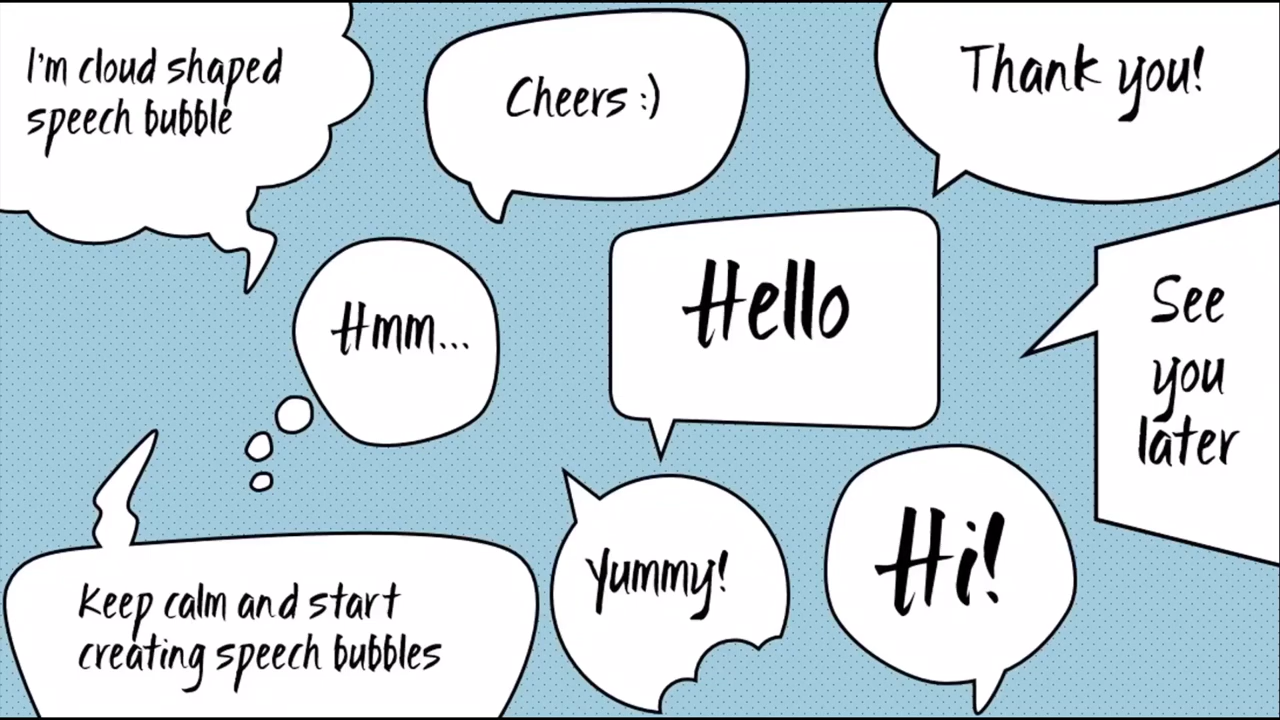 I'm cloud shaped
speech bubble
Cheers :)
Thank you!
Hmm...
Hello
See
you
later
Keep calm and start
creating speech bubbles
Yummy!
Hi!